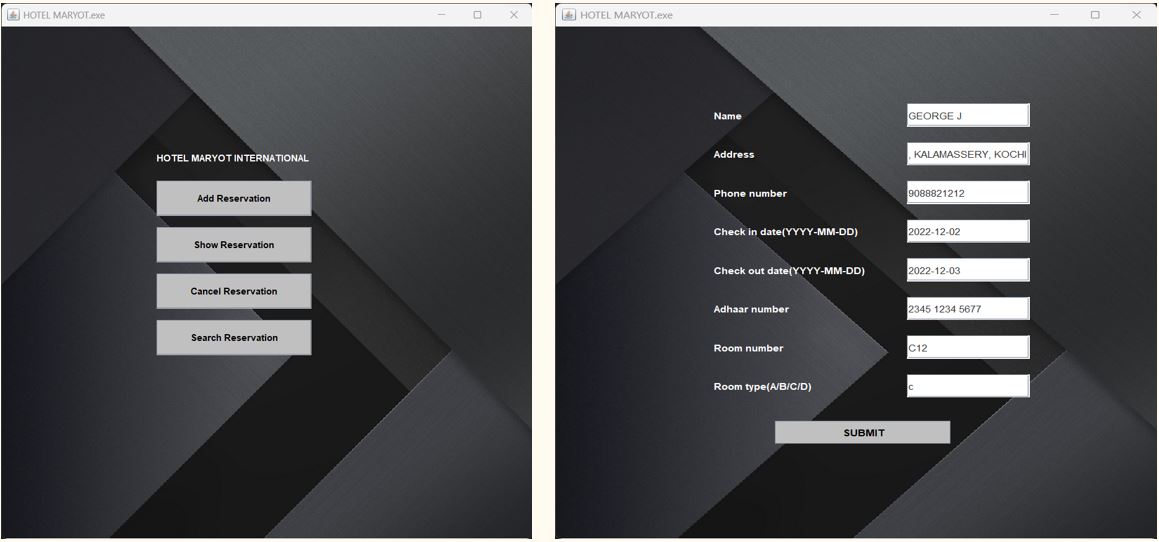 HOTEL MARYOT.exe
HOTEL MARYOT INTERNATIONAL
Add Reservation
Show Reservation
Cancel Reservation
Search Reservation
HOTEL MARYOT.exe
Name GEORGE J
Address , KALAMASSERY, KOCHI
Phone number 9088821212
Check in date(YYYY-MM-DD) 2022-12-02
Check out date(YYYY-MM-DD) 2022-12-03
Adhaar number 2345 1234 5677
Room number C12
Room type(A/B/C/D) c
SUBMIT